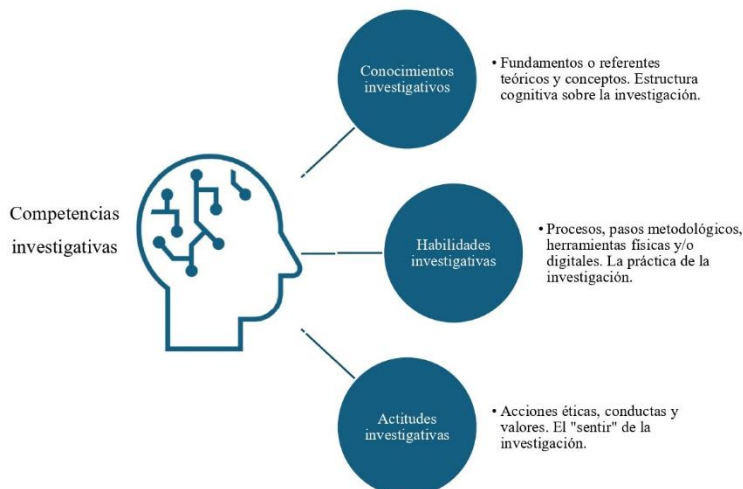 Competencias
investigativas
Conocimientos
investigativos
• Fundamentos o referentes
teóricos y conceptos. Estructura
cognitiva sobre la investigación.
Habilidades
investigativas
• Procesos, pasos metodológicos,
herramientas físicas y/o
digitales. La práctica de la
investigación.
Actitudes
investigativas
• Acciones éticas, conductas y
valores. El "sentir" de la
investigación.